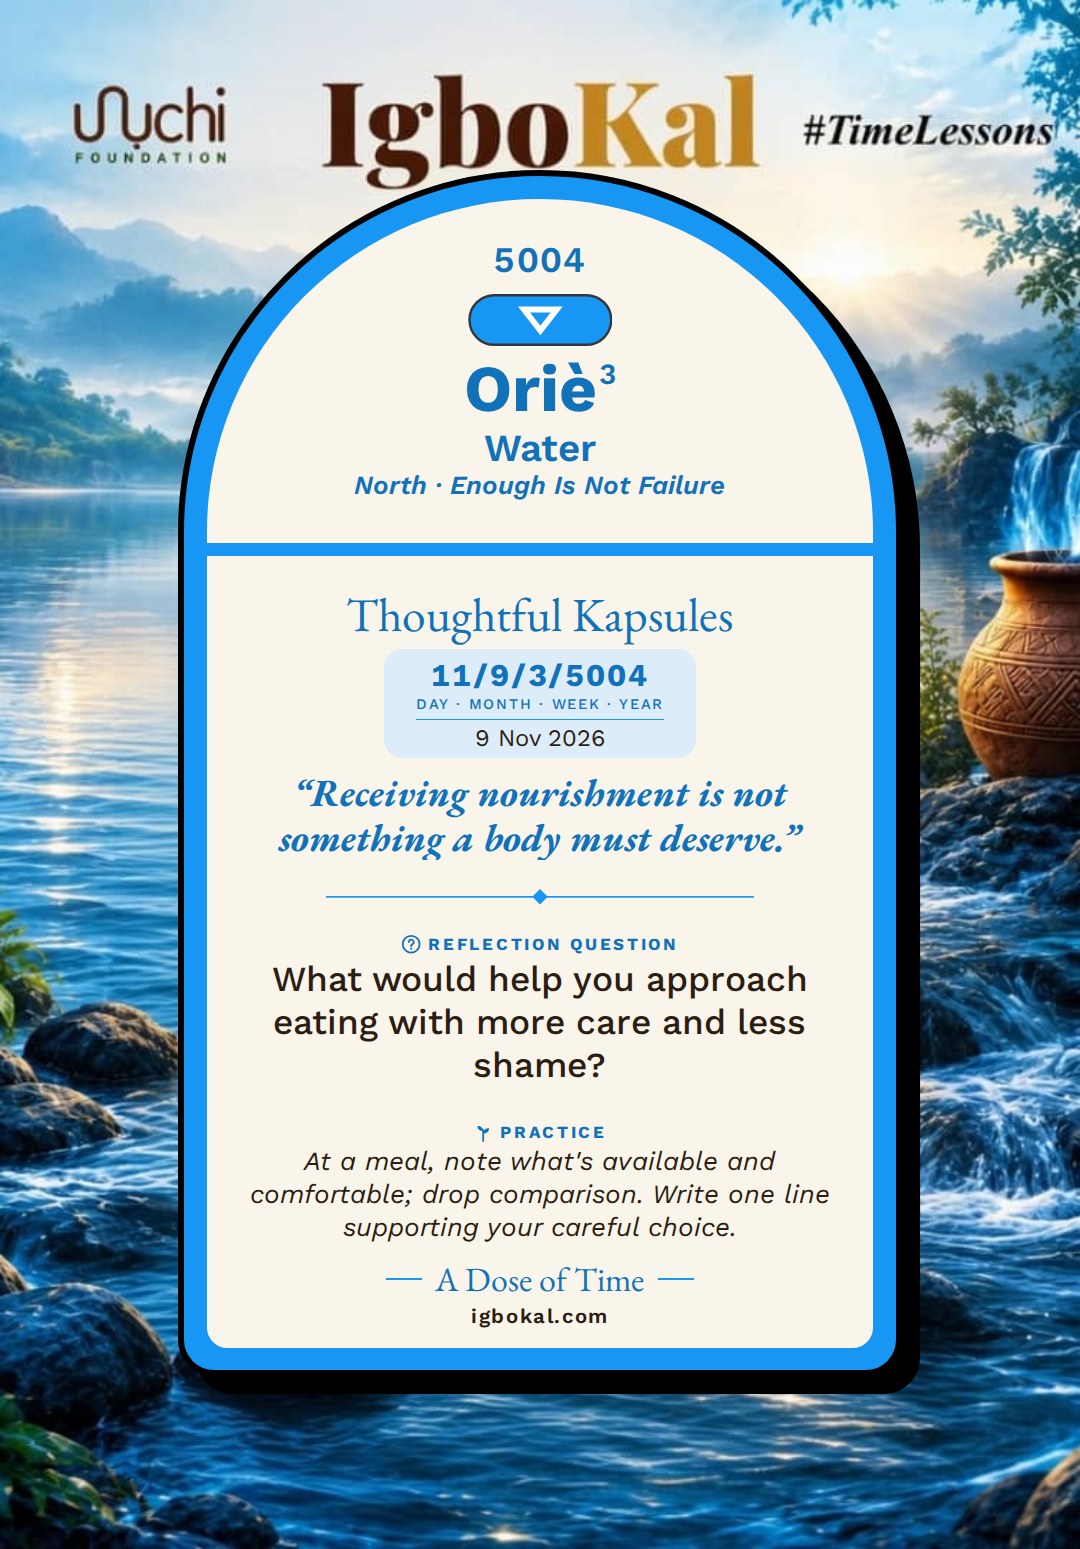 Uuchi
FOUNDATION
IgboKal
#TimeLessons
5004
Oriè³
Water
North · Enough Is Not Failure
Thoughtful Kapsules
11/9/3/5004
DAY · MONTH · WEEK · YEAR
9 Nov 2026
“Receiving nourishment is not
something a body must deserve.”
REFLECTION QUESTION
What would help you approach
eating with more care and less
shame?
PRACTICE
At a meal, note what's available and
comfortable; drop comparison. Write one line
supporting your careful choice.
A Dose of Time
igbokal.com